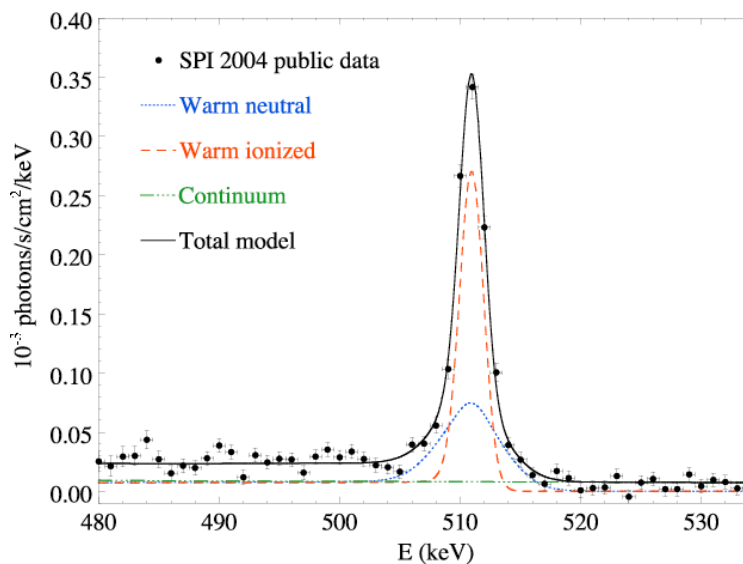 0.40
0.35
0.30
0.25
0.20
0.15
0.10
0.05
0.00
10⁻³ photons/s/cm²/keV
SPI 2004 public data
Warm neutral
Warm ionized
Continuum
Total model
480 490 500 510 520 530
E (keV)